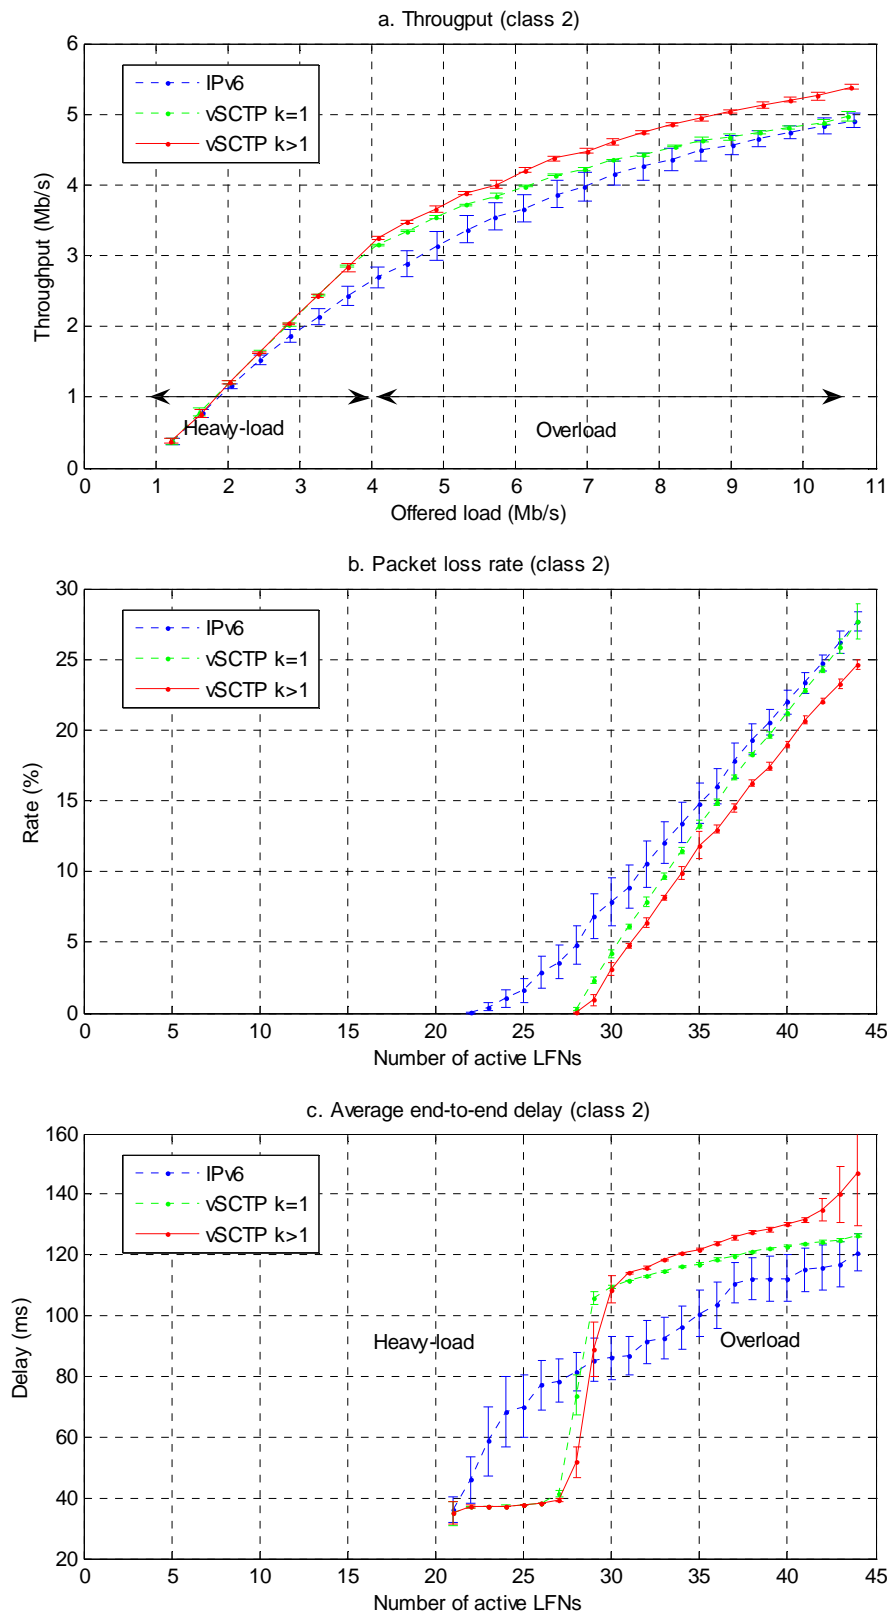 a. Througput (class 2)
6
5
4
3
2
1
0
Throughput (Mb/s)
IPv6
vSCTP k=1
vSCTP k>1
Heavy-load
Overload
0 1 2 3 4 5 6 7 8 9 10 11
Offered load (Mb/s)
b. Packet loss rate (class 2)
30
25
20
15
10
5
0
Rate (%)
IPv6
vSCTP k=1
vSCTP k>1
0 5 10 15 20 25 30 35 40 45
Number of active LFNs
c. Average end-to-end delay (class 2)
160
140
120
100
80
60
40
20
Delay (ms)
IPv6
vSCTP k=1
vSCTP k>1
Heavy-load
Overload
0 5 10 15 20 25 30 35 40 45
Number of active LFNs